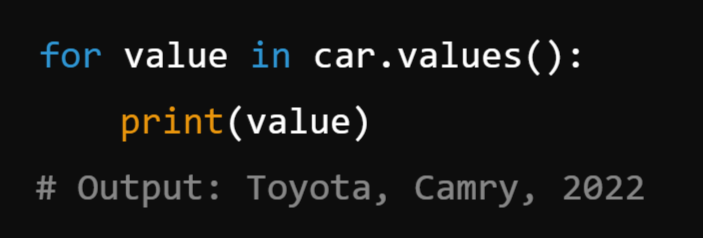 for value in car.values():
    print(value)
# Output: Toyota, Camry, 2022